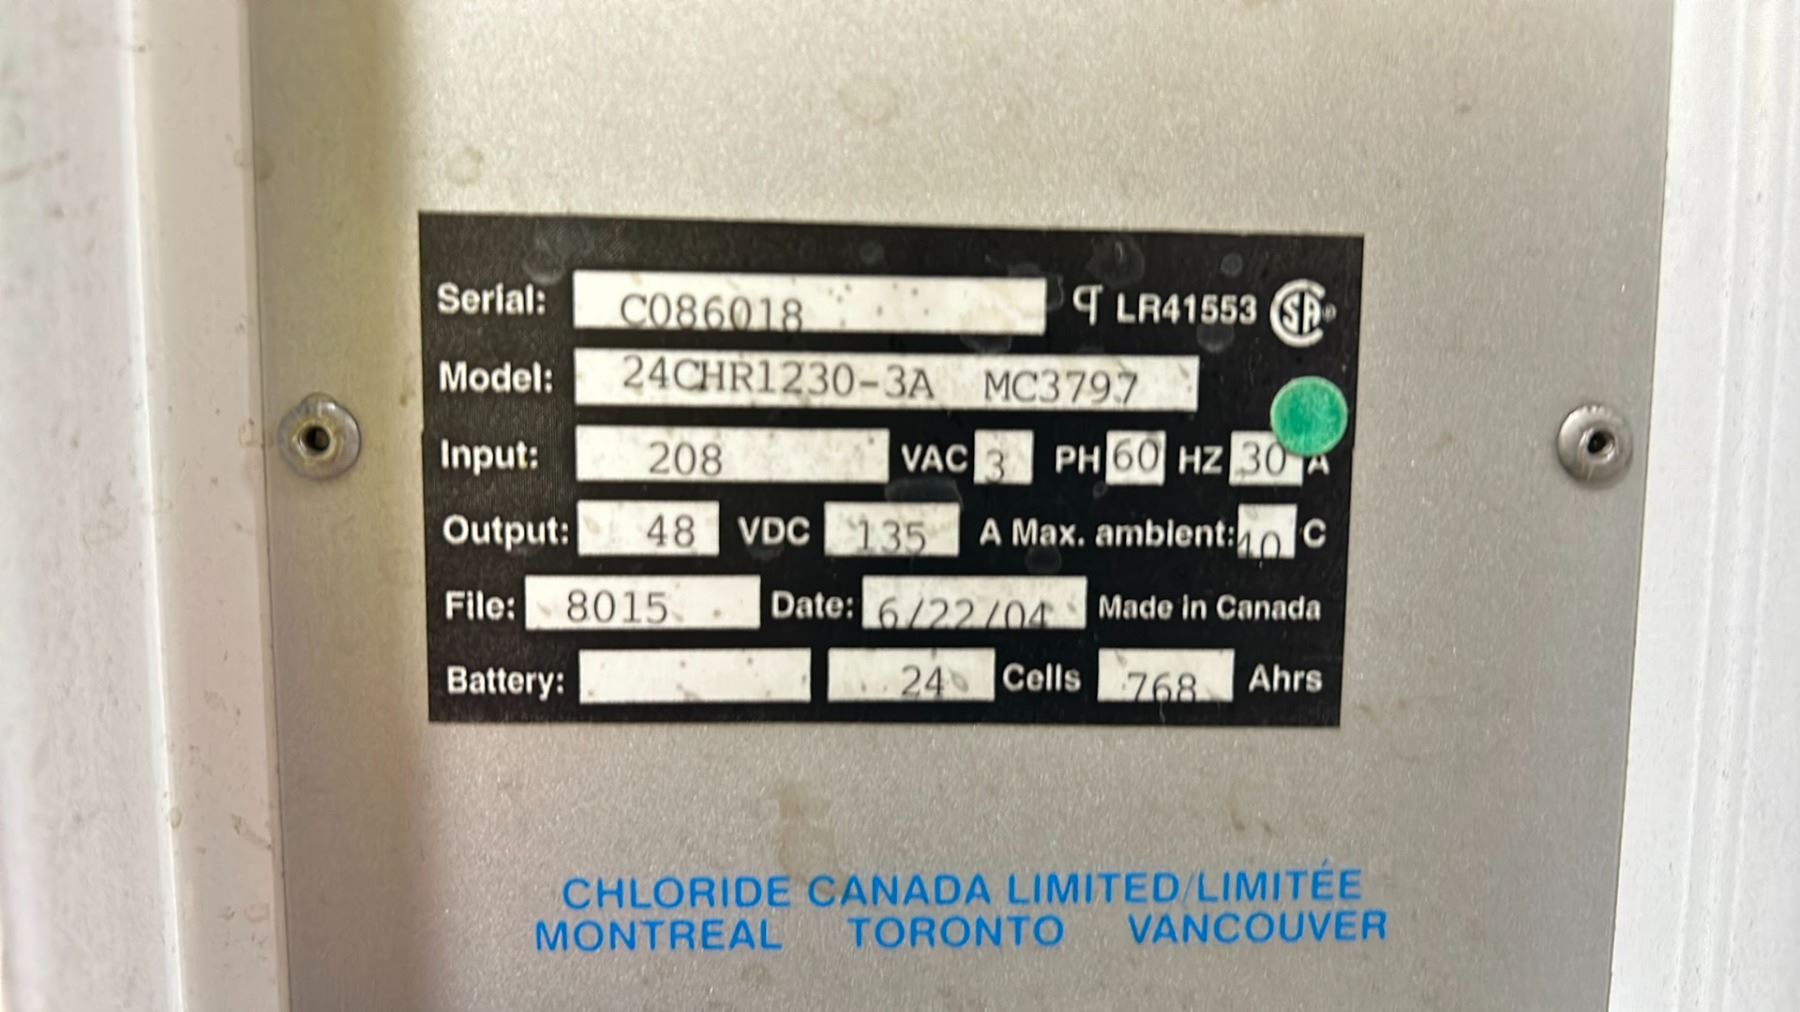 Serial: C086018 LR41553 CSA®
Model: 24CHR1230-3A MC3797
Input: 208 VAC 3 PH 60 HZ 30 A
Output: 48 VDC 135 A Max. ambient: 40 C
File: 8015 Date: 6/22/04 Made in Canada
Battery: 24 Cells 768 Ahrs
CHLORIDE CANADA LIMITED/LIMITÉE
MONTREAL TORONTO VANCOUVER